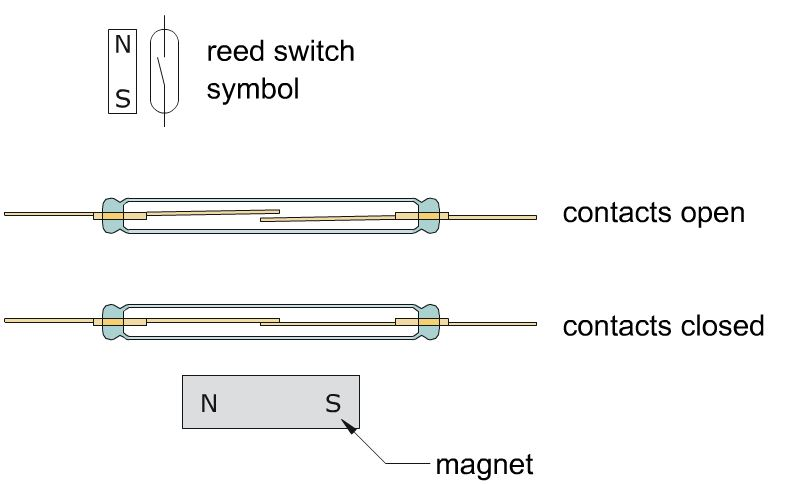 N
S
reed switch
symbol
contacts open
contacts closed
N S
magnet